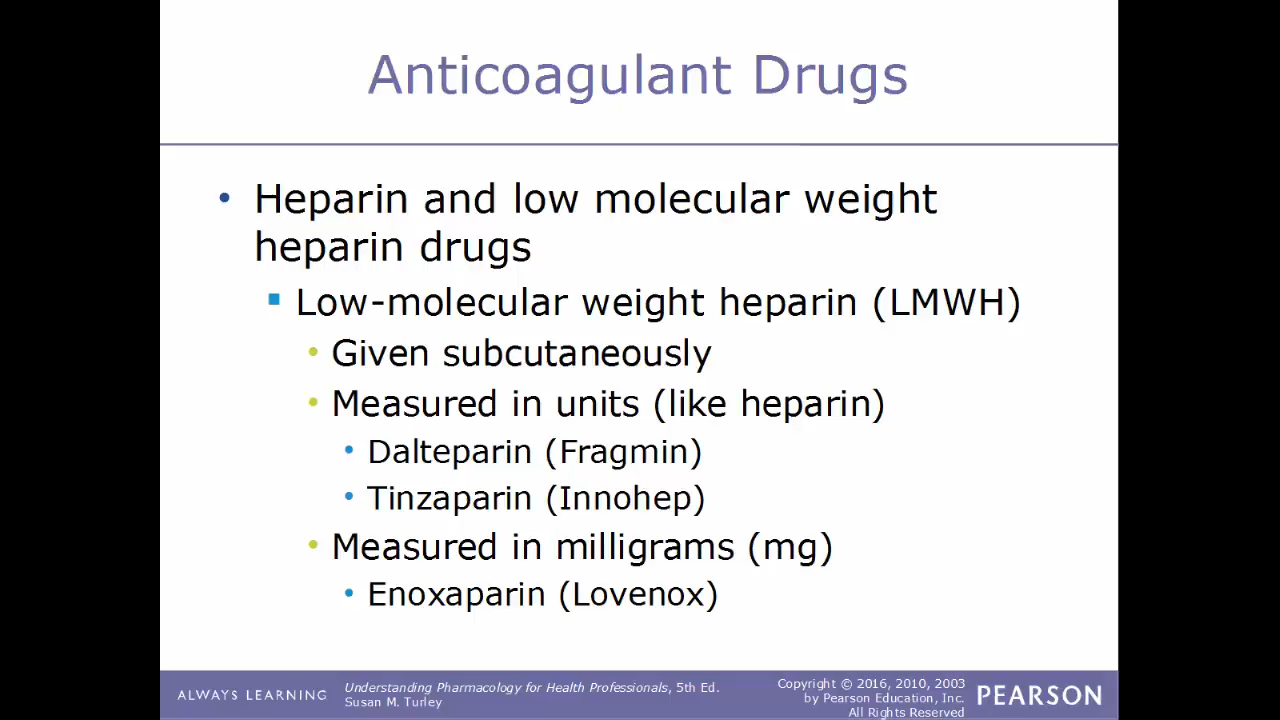 Anticoagulant Drugs
• Heparin and low molecular weight
heparin drugs
▪ Low-molecular weight heparin (LMWH)
• Given subcutaneously
• Measured in units (like heparin)
• Dalteparin (Fragmin)
• Tinzaparin (Innohep)
• Measured in milligrams (mg)
• Enoxaparin (Lovenox)
ALWAYS LEARNING
Understanding Pharmacology for Health Professionals, 5th Ed.
Susan M. Turley
Copyright © 2016, 2010, 2003
by Pearson Education, Inc.
All Rights Reserved
PEARSON